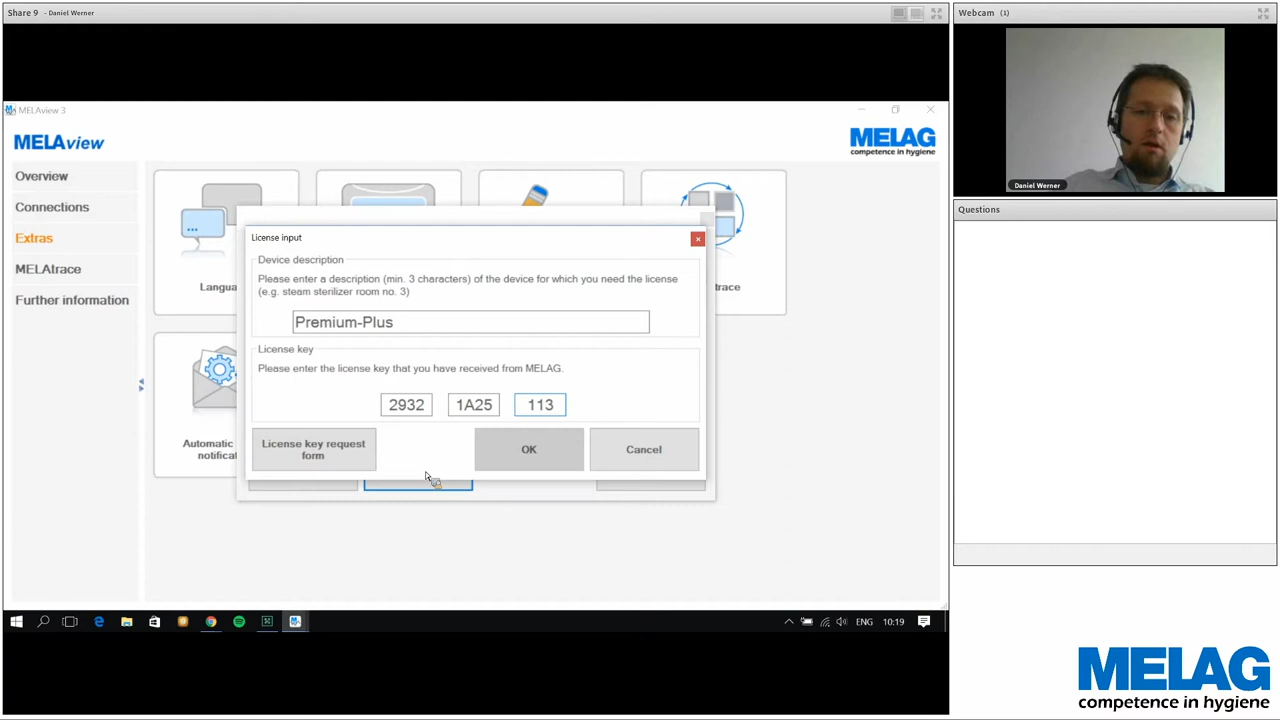 Share 9 - Daniel Werner
Webcam (1)
Daniel Werner
Questions
MELAview 3
MELAview
MELAG
competence in hygiene
Overview
Connections
Extras
MELAtrace
Further information
Langua
trace
Automatic
notificat
License input
Device description
Please enter a description (min. 3 characters) of the device for which you need the license
(e.g. steam sterilizer room no. 3)
Premium-Plus
License key
Please enter the license key that you have received from MELAG.
2932 1A25 113
License key request
form
OK
Cancel
ENG 10:19
MELAG
competence in hygiene